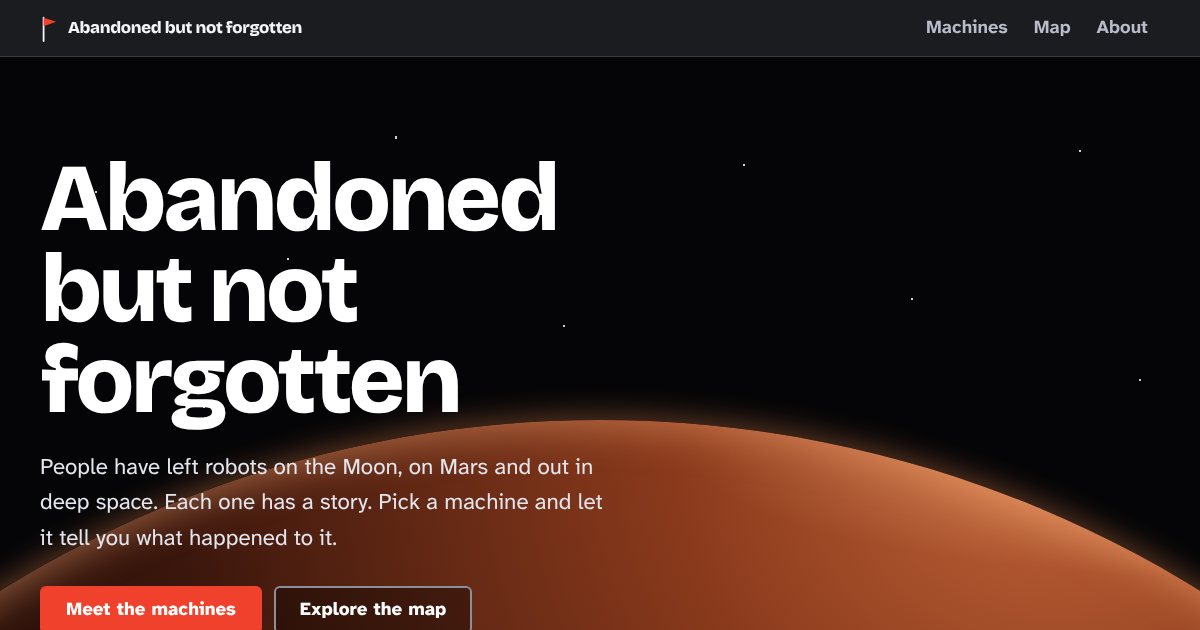 Abandoned but not forgotten
Machines Map About
Abandoned
but not
forgotten
People have left robots on the Moon, on Mars and out in
deep space. Each one has a story. Pick a machine and let
it tell you what happened to it.
Meet the machines
Explore the map